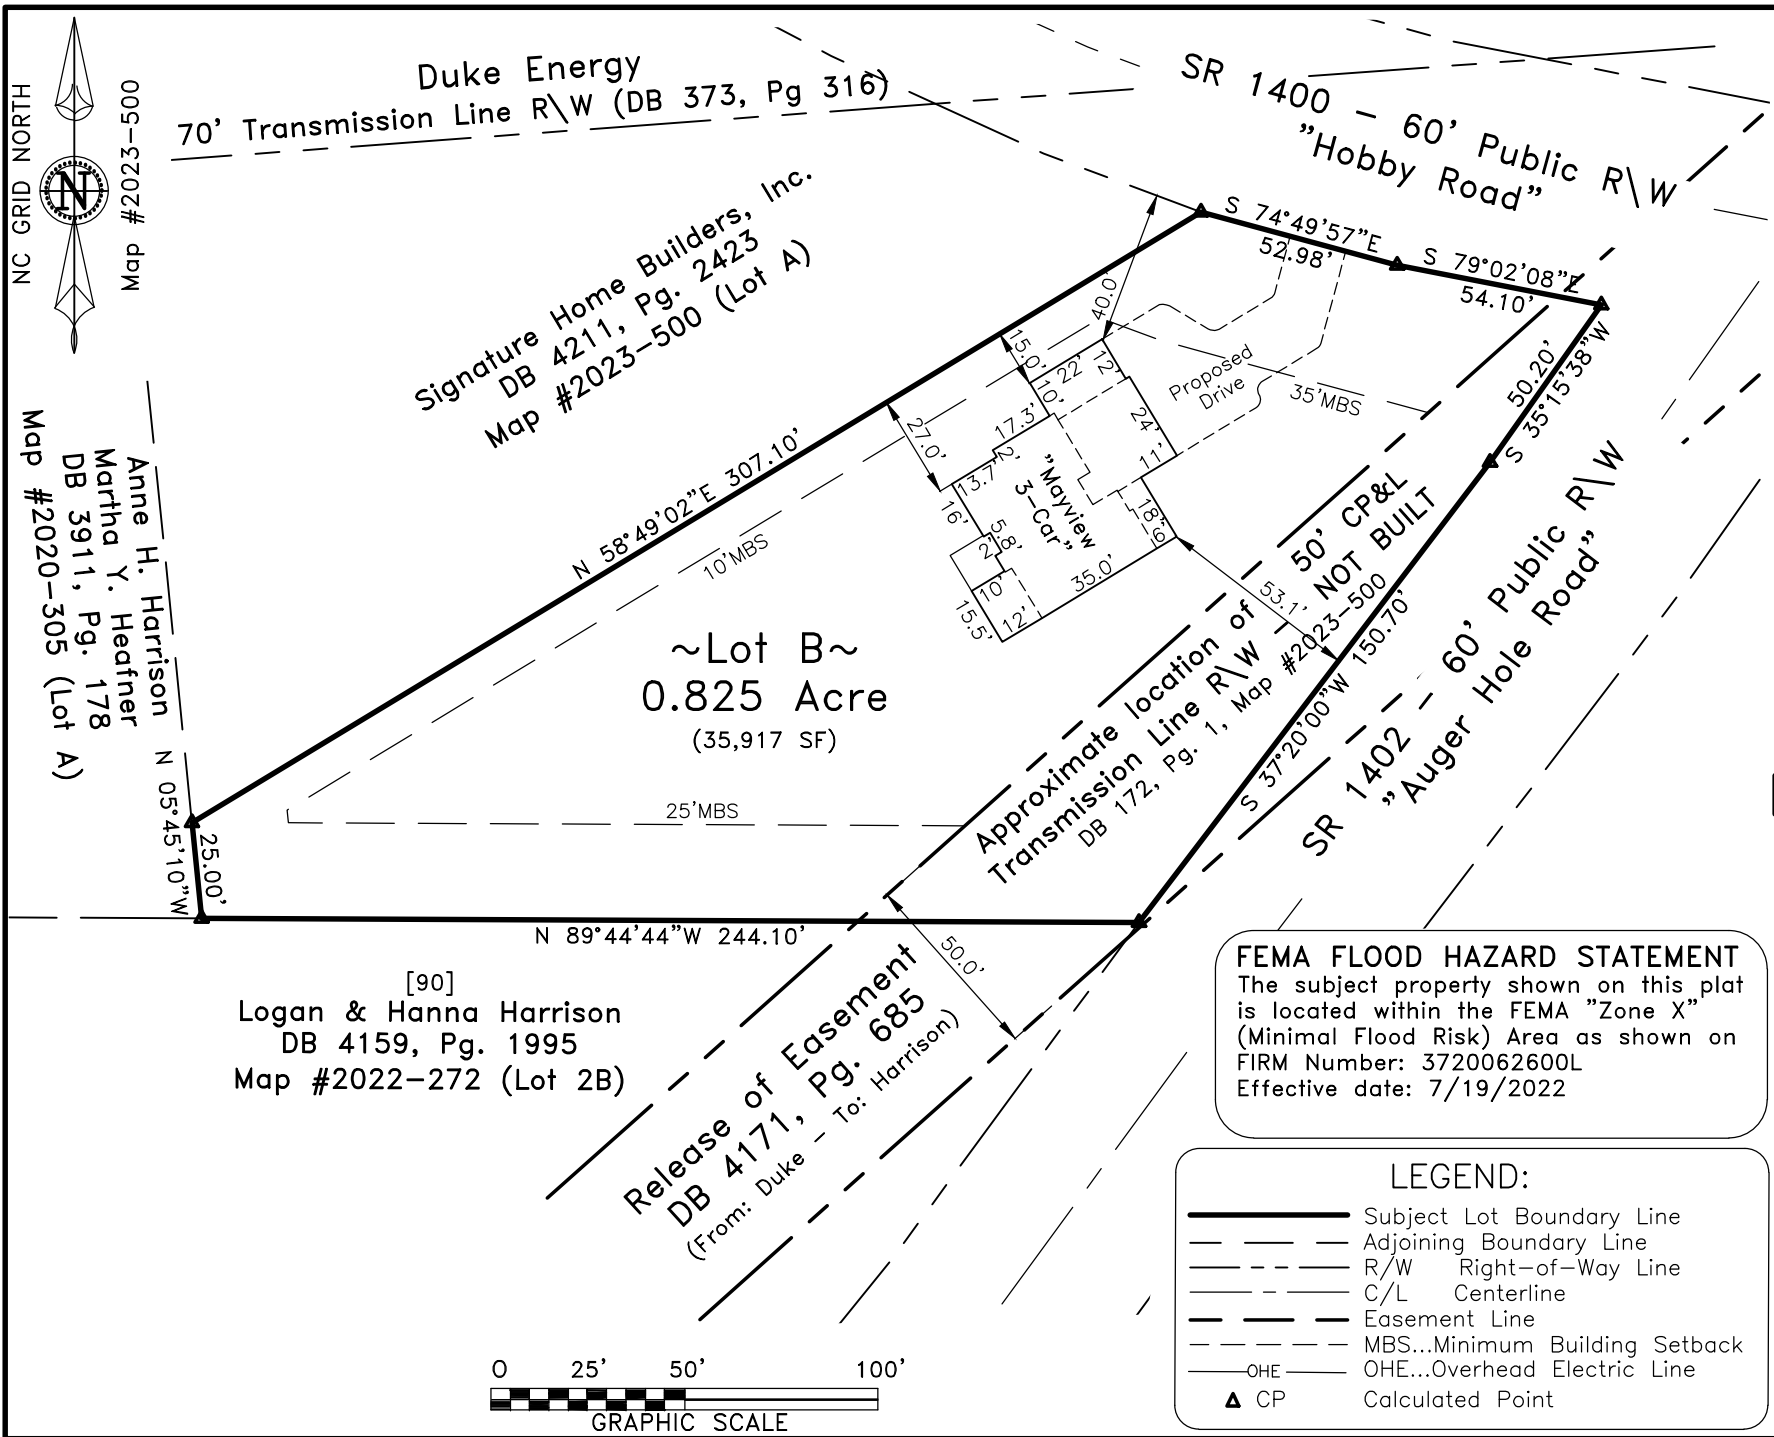 NC GRID NORTH
N
Map #2023-500
Duke Energy
70' Transmission Line R\W (DB 373, Pg 316)
SR 1400 - 60' Public R\W
"Hobby Road"
Signature Home Builders, Inc.
DB 4211, Pg. 2423
Map #2023-500 (Lot A)
S 74°49'57"E
52.98'
S 79°02'08"E
54.10'
50.20'
S 35°15'38"W
40.0'
15.0'
22'
12'
10'
17.3'
2'
24'
11'
Proposed
Drive
35'MBS
27.0'
13.7'
16'
5.8'
2'
10'
15.5'
12'
35.0'
18'
6'
"Mayview
3-Car"
53.1'
N 58°49'02"E 307.10'
10'MBS
Anne H. Harrison
Martha Y. Heafner
DB 3911, Pg. 178
Map #2020-305 (Lot A)
~Lot B~
0.825 Acre
(35,917 SF)
50' CP&L
NOT BUILT
Approximate location of
Transmission Line R\W
DB 172, Pg. 1, Map #2023-500
S 37°20'00"W 150.70'
SR 1402 - 60' Public R\W
"Auger Hole Road"
N 05°45'10"W
25.00'
25'MBS
N 89°44'44"W 244.10'
50.0'
[90]
Logan & Hanna Harrison
DB 4159, Pg. 1995
Map #2022-272 (Lot 2B)
Release of Easement
DB 4171, Pg. 685
(From: Duke - To: Harrison)
FEMA FLOOD HAZARD STATEMENT
The subject property shown on this plat
is located within the FEMA "Zone X"
(Minimal Flood Risk) Area as shown on
FIRM Number: 3720062600L
Effective date: 7/19/2022
LEGEND:
Subject Lot Boundary Line
Adjoining Boundary Line
R/W Right-of-Way Line
C/L Centerline
Easement Line
MBS...Minimum Building Setback
OHE OHE...Overhead Electric Line
CP Calculated Point
0 25' 50' 100'
GRAPHIC SCALE